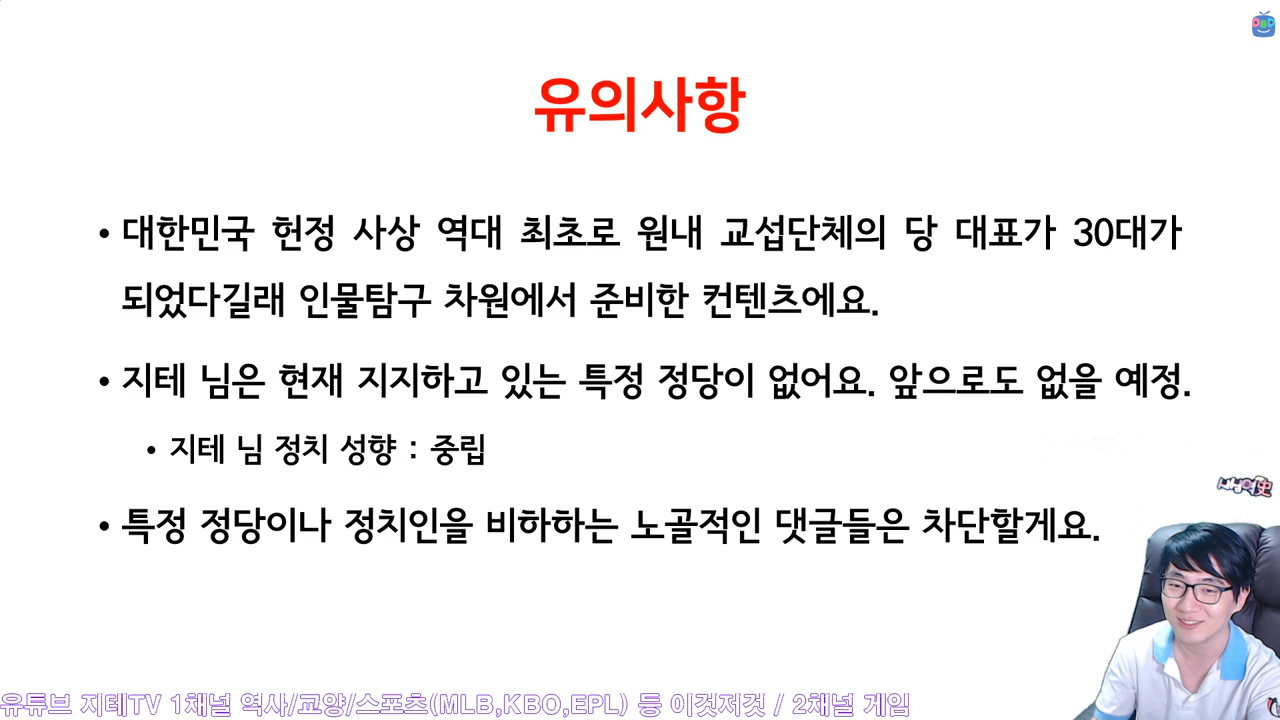 유의사항
• 대한민국 헌정 사상 역대 최초로 원내 교섭단체의 당 대표가 30대가
되었다길래 인물탐구 차원에서 준비한 컨텐츠에요.
• 지테 님은 현재 지지하고 있는 특정 정당이 없어요. 앞으로도 없을 예정.
• 지테 님 정치 성향 : 중립
• 특정 정당이나 정치인을 비하하는 노골적인 댓글들은 차단할게요.
유튜브 지테TV 1채널 역사/교양/스포츠(MLB,KBO,EPL) 등 이것저것 / 2채널 게임